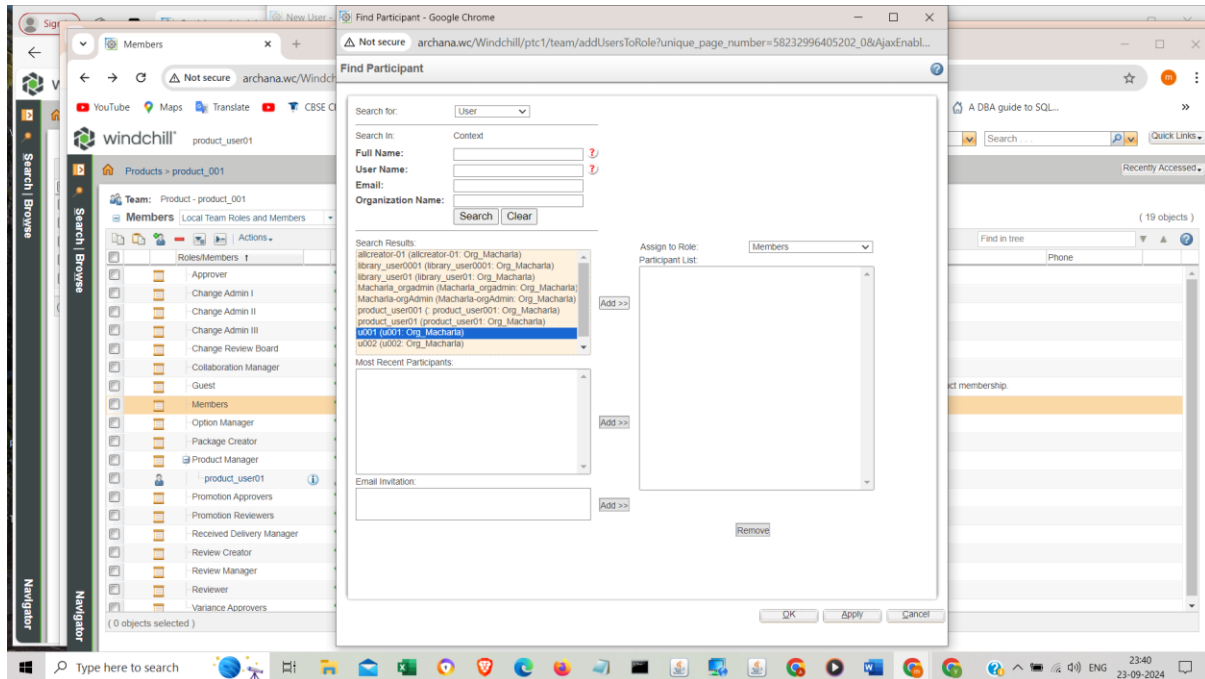 Sign
New User -
Find Participant - Google Chrome
Members
Not secure archana.wc/Windchill/ptc1/team/addUsersToRole?unique_page_number=58232996405202_0&AjaxEnabl...
Not secure archana.wc/Windch
Find Participant
YouTube Maps Translate CBSE Cl
A DBA guide to SQL...
windchill product_user01
Search . . .
Quick Links
Products > product_001
Recently Accessed
Team: Product - product_001
Members Local Team Roles and Members
( 19 objects )
Actions
Find in tree
Roles/Members
Phone
Approver
Change Admin I
Change Admin II
Change Admin III
Change Review Board
Collaboration Manager
Guest
ct membership.
Members
Option Manager
Package Creator
Product Manager
product_user01
Promotion Approvers
Promotion Reviewers
Received Delivery Manager
Review Creator
Review Manager
Reviewer
Variance Approvers
( 0 objects selected )
Search | Browse
Navigator
Search | Browse
Navigator
Search for: User
Search In: Context
Full Name:
User Name:
Email:
Organization Name:
Search Clear
Search Results:
allcreator-01 (allcreator-01: Org_Macharla)
library_user0001 (library_user0001: Org_Macharla)
library_user01 (library_user01: Org_Macharla)
Macharla_orgadmin (Macharla_orgadmin: Org_Macharla)
Macharla-orgAdmin (Macharla-orgAdmin: Org_Macharla)
product_user001 (: product_user001: Org_Macharla)
product_user01 (product_user01: Org_Macharla)
u001 (u001: Org_Macharla)
u002 (u002: Org_Macharla)
Add >>
Assign to Role: Members
Participant List:
Most Recent Participants:
Add >>
Email Invitation:
Add >>
Remove
OK Apply Cancel
Type here to search
ENG
23:40
23-09-2024